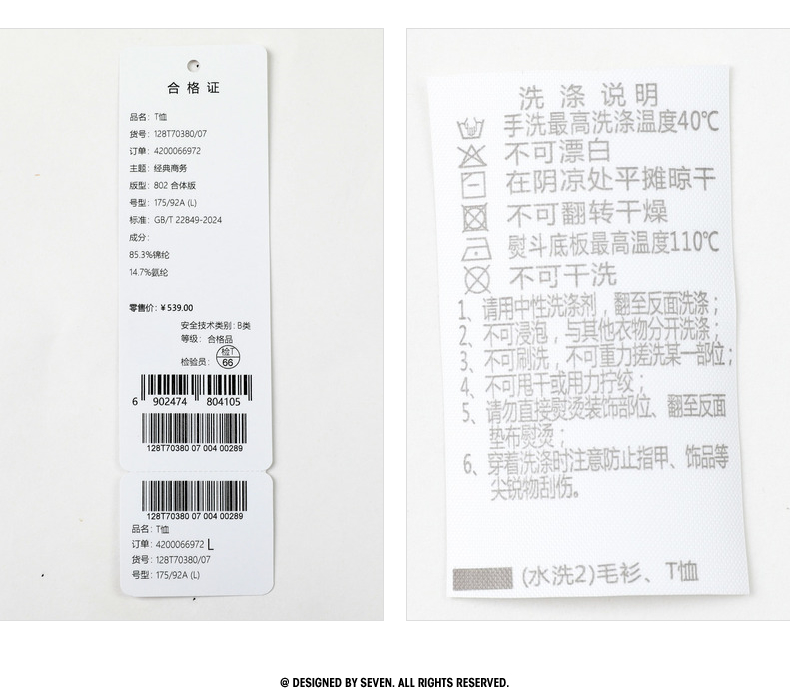 合格证
品名：T恤
货号：128T70380/07
订单：4200066972
主题：经典商务
版型：802 合体版
号型：175/92A (L)
标准：GB/T 22849-2024
成分：
85.3%锦纶
14.7%氨纶
零售价：￥539.00
安全技术类别：B类
等级：合格品
检验员：检T 66
6 902474 804105
128T70380 07 004 00289
128T70380 07 004 00289
品名：T恤
订单：4200066972 L
货号：128T70380/07
号型：175/92A (L)
洗涤说明
手洗最高洗涤温度40℃
不可漂白
在阴凉处平摊晾干
不可翻转干燥
熨斗底板最高温度110℃
不可干洗
1、请用中性洗涤剂，翻至反面洗涤；
2、不可浸泡，与其他衣物分开洗涤；
3、不可刷洗，不可重力搓洗某一部位；
4、不可甩干或用力拧绞；
5、请勿直接熨烫装饰部位、翻至反面
垫布熨烫；
6、穿着洗涤时注意防止指甲、饰品等
尖锐物刮伤。
(水洗2)毛衫、T恤
@ DESIGNED BY SEVEN. ALL RIGHTS RESERVED.